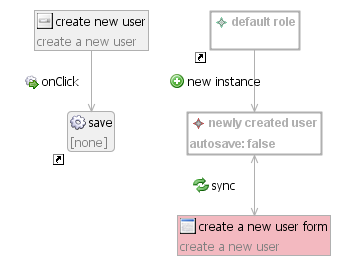 create new user
create a new user
onClick
save
[none]
default role
new instance
newly created user
autosave: false
sync
create a new user form
create a new user